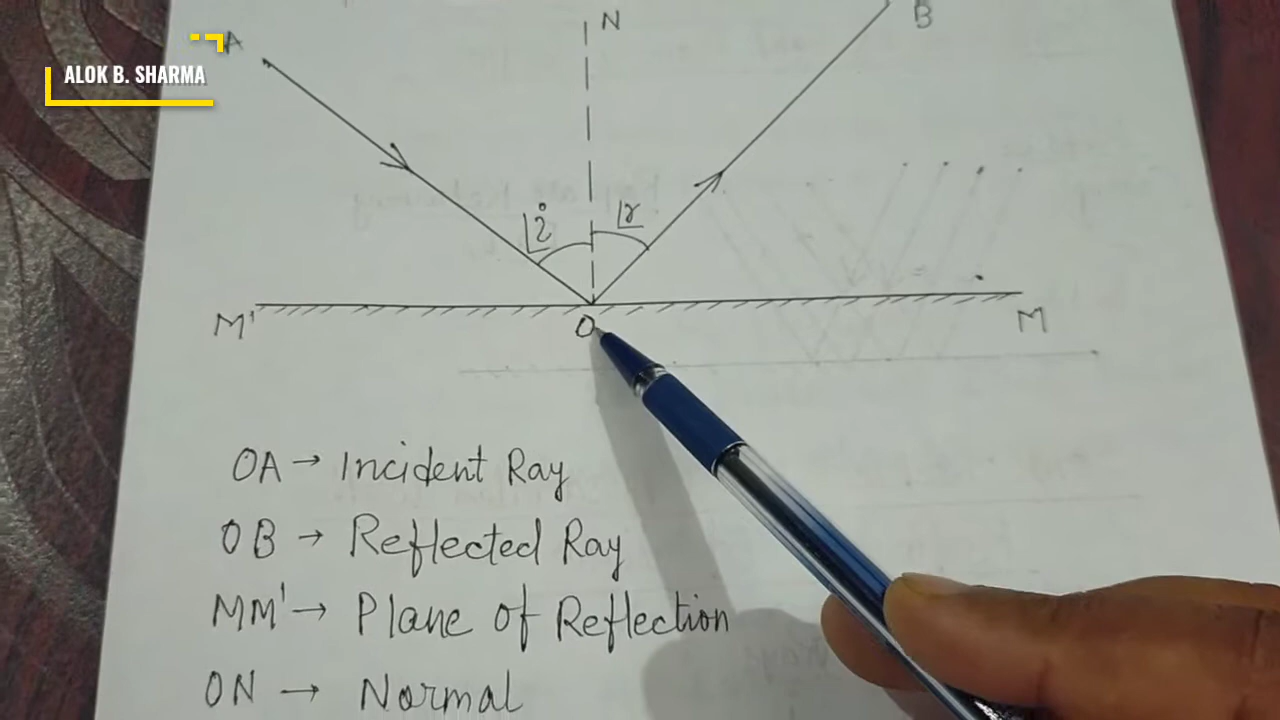 N
B
A
ALOK B. SHARMA
∠i
∠r
M'
O
M
OA → Incident Ray
OB → Reflected Ray
MM' → Plane of Reflection
ON → Normal